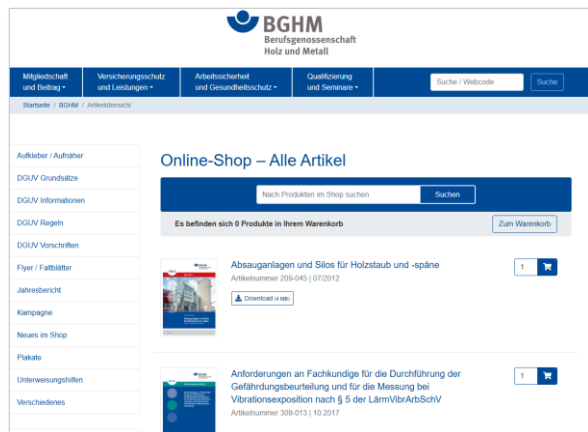 BGHM
Berufsgenossenschaft
Holz und Metall
Mitgliedschaft
und Beitrag
Versicherungsschutz
und Leistungen
Arbeitssicherheit
und Gesundheitsschutz
Qualifizierung
und Seminare
Suche / Webcode
Suche
Startseite / BGHM / Artikelübersicht
Aufkleber / Aufnäher
DGUV Grundsätze
DGUV Informationen
DGUV Regeln
DGUV Vorschriften
Flyer / Faltblätter
Jahresbericht
Kampagne
Neues im Shop
Plakate
Unterweisungshilfen
Verschiedenes
Online-Shop – Alle Artikel
Nach Produkten im Shop suchen
Suchen
Es befinden sich 0 Produkte in Ihrem Warenkorb
Zum Warenkorb
Absauganlagen und Silos für Holzstaub und -späne
Artikelnummer 209-045 | 07/2012
Download (4 MB)
1
Anforderungen an Fachkundige für die Durchführung der
Gefährdungsbeurteilung und für die Messung bei
Vibrationsexposition nach § 5 der LärmVibrArbSchV
Artikelnummer 309-013 | 10.2017
1